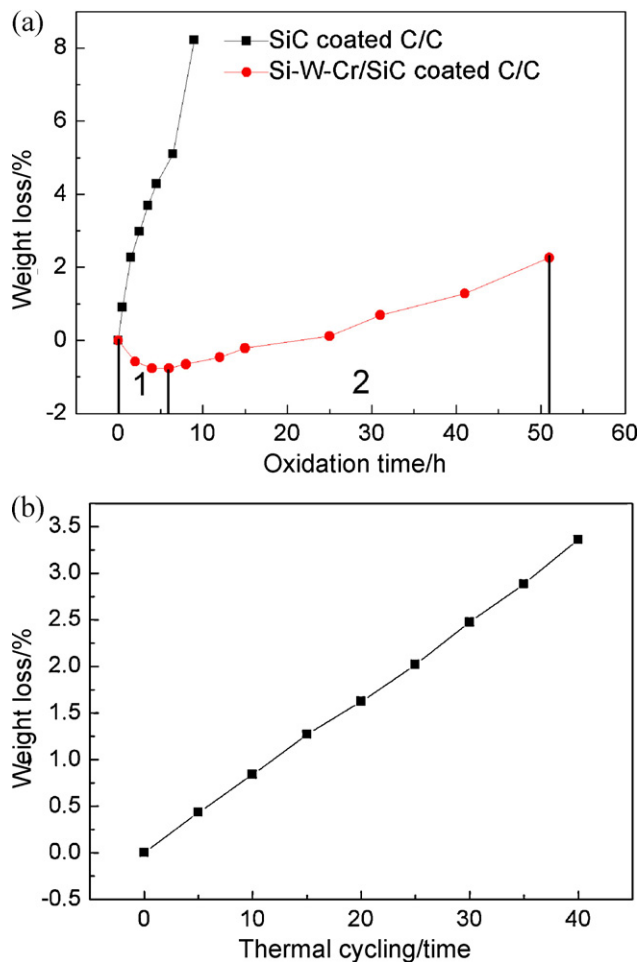 (a)
SiC coated C/C
Si-W-Cr/SiC coated C/C
Weight loss/%
8
6
4
2
0
-2
1
2
0 10 20 30 40 50 60
Oxidation time/h
(b)
Weight loss/%
3.5
3.0
2.5
2.0
1.5
1.0
0.5
0.0
-0.5
0 10 20 30 40
Thermal cycling/time